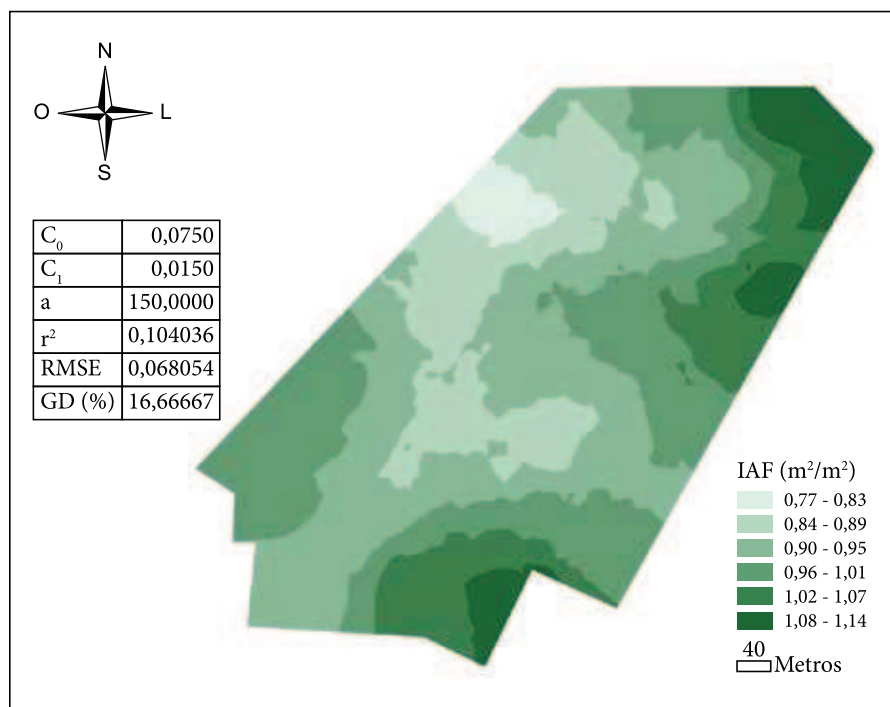 N
O L
S
C₀ 0,0750
C₁ 0,0150
a 150,0000
r² 0,104036
RMSE 0,068054
GD (%) 16,66667
IAF (m²/m²)
0,77 - 0,83
0,84 - 0,89
0,90 - 0,95
0,96 - 1,01
1,02 - 1,07
1,08 - 1,14
40
Metros